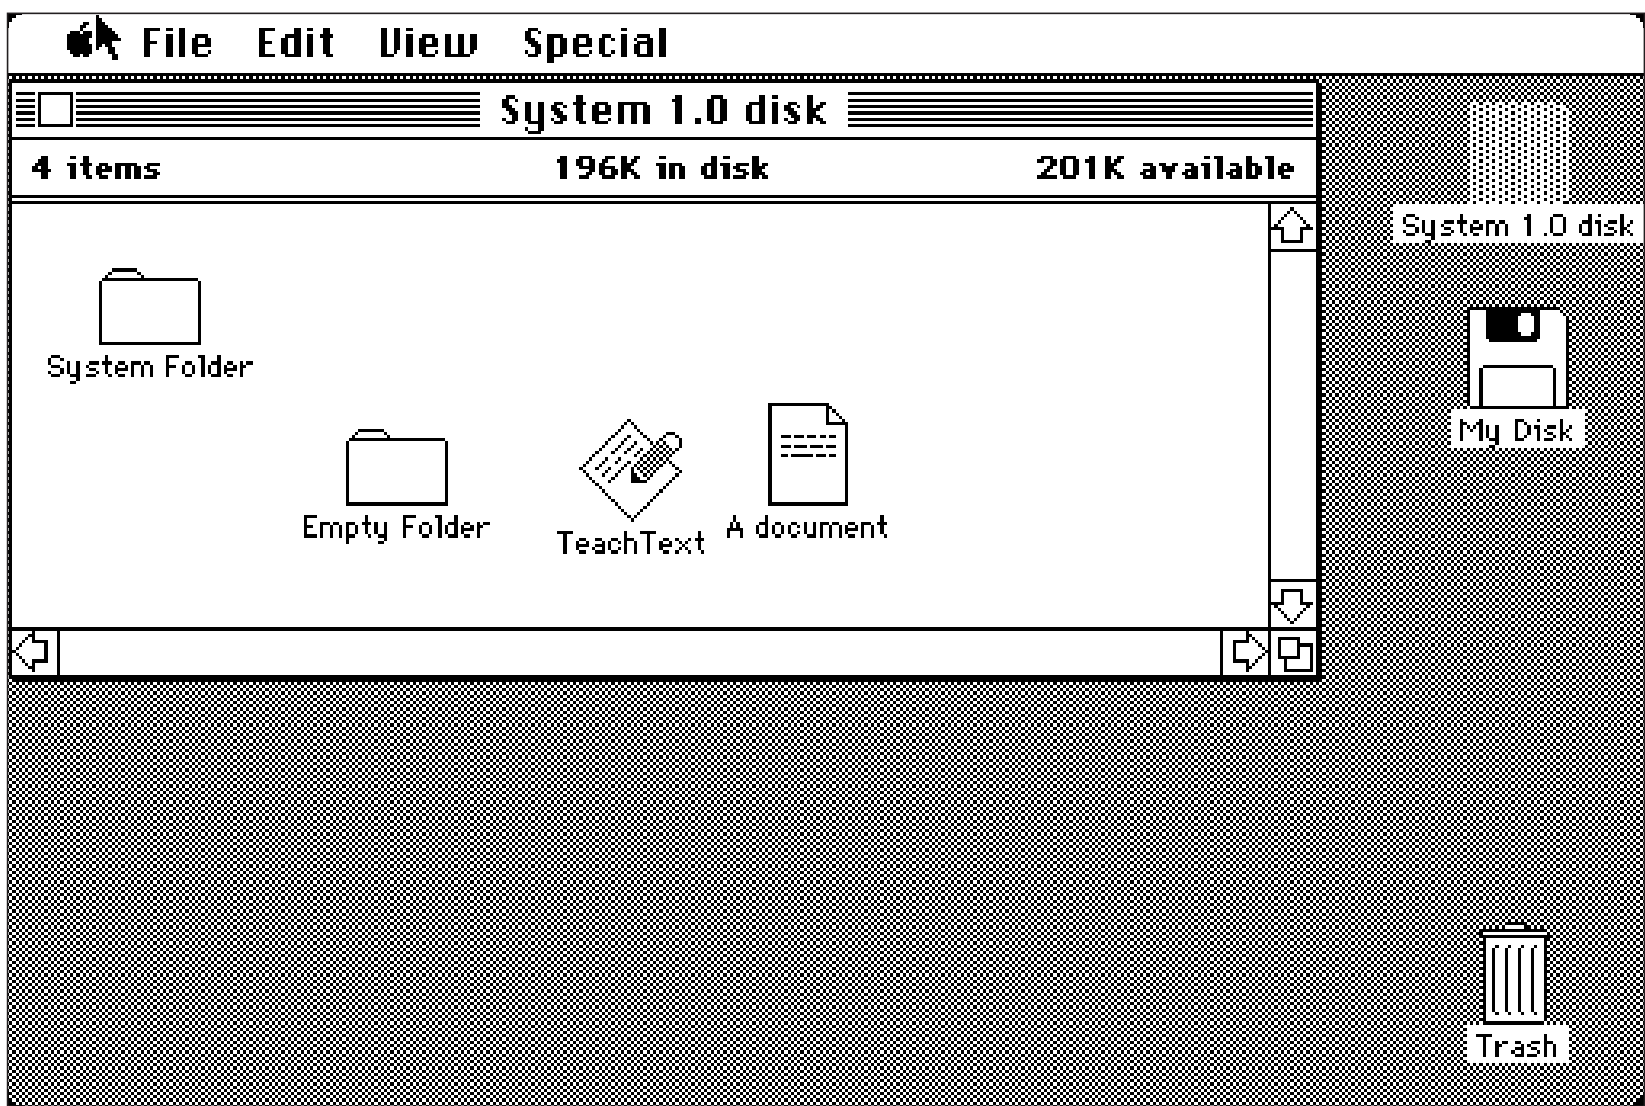 File Edit View Special
System 1.0 disk
4 items 196K in disk 201K available
System 1.0 disk
System Folder
My Disk
Empty Folder TeachText A document
Trash